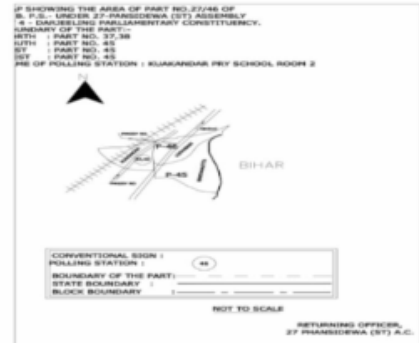 P SHOWING THE AREA OF PART NO.27/46 OF
B. P.S.- UNDER 27-PANSIDEWA (ST) ASSEMBLY
4 - DARJEELING PARLIAMENTARY CONSTITUENCY.
UNDARY OF THE PART:-
RTH : PART NO. 37,38
UTH : PART NO. 45
ST : PART NO. 45
EST : PART NO. 45
ME OF POLLING STATION : KUAKANDAR PRY SCHOOL ROOM 2
N
P-46
P-45
BIHAR
CONVENTIONAL SIGN :
POLLING STATION : 46
BOUNDARY OF THE PART:
STATE BOUNDARY :
BLOCK BOUNDARY :
NOT TO SCALE
RETURNING OFFICER,
27 PHANSIDEWA (ST) A.C.